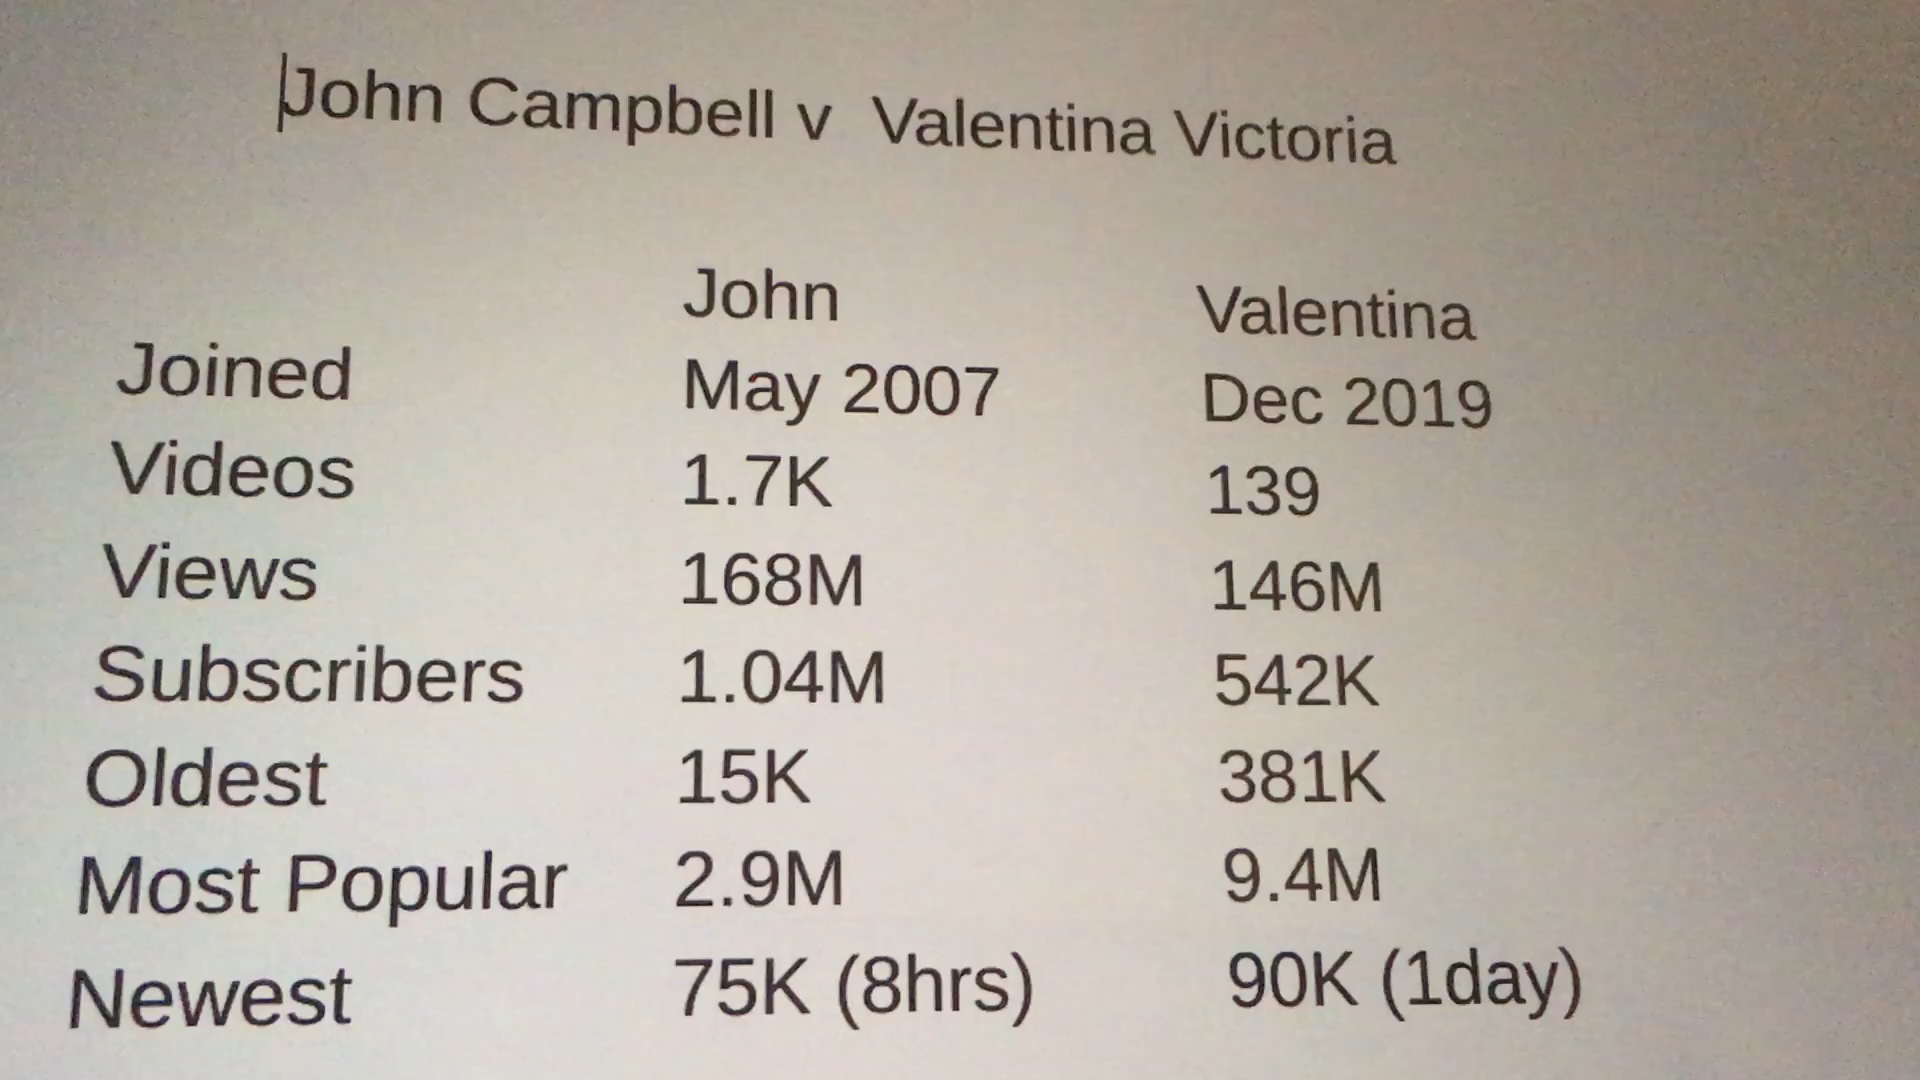 John Campbell v Valentina Victoria
John Valentina
Joined May 2007 Dec 2019
Videos 1.7K 139
Views 168M 146M
Subscribers 1.04M 542K
Oldest 15K 381K
Most Popular 2.9M 9.4M
Newest 75K (8hrs) 90K (1day)